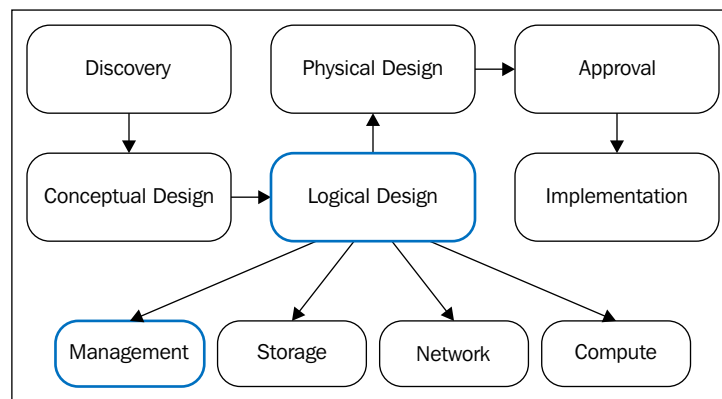 Discovery
Physical Design
Approval
Conceptual Design
Logical Design
Implementation
Management
Storage
Network
Compute